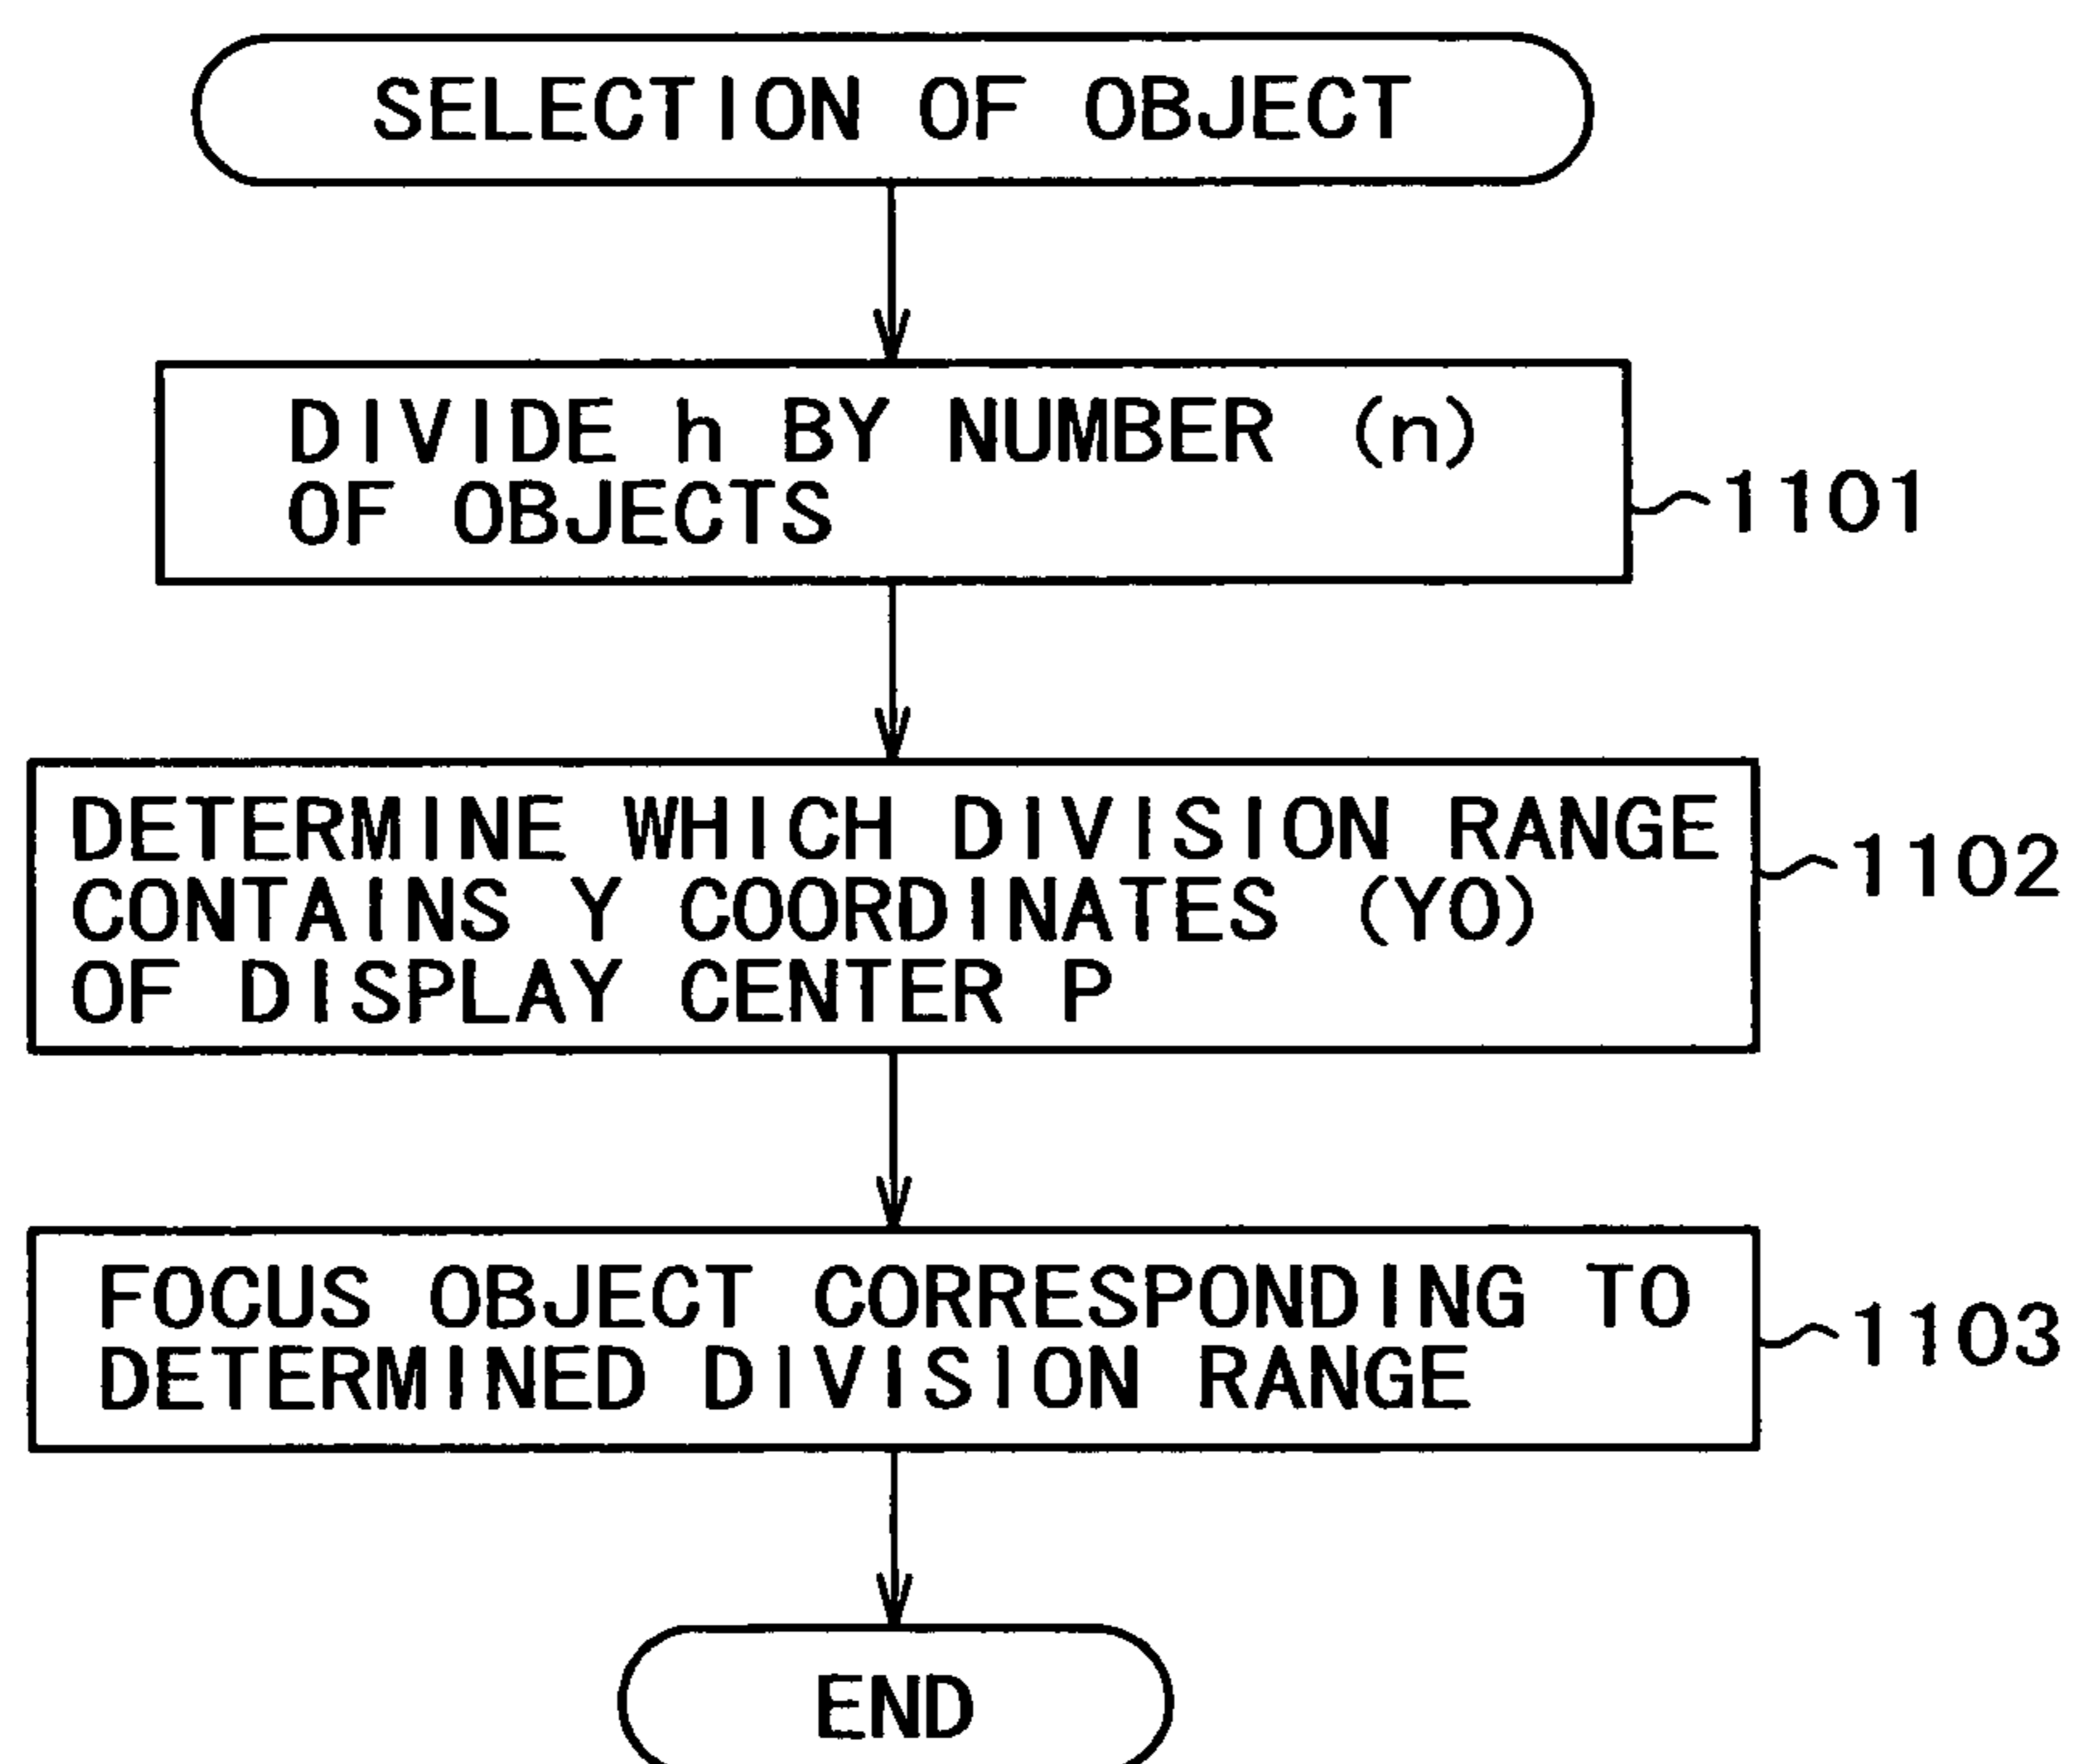 SELECTION OF OBJECT
DIVIDE h BY NUMBER (n)
OF OBJECTS
1101
DETERMINE WHICH DIVISION RANGE
CONTAINS Y COORDINATES (YO)
OF DISPLAY CENTER P
1102
FOCUS OBJECT CORRESPONDING TO
DETERMINED DIVISION RANGE
1103
END